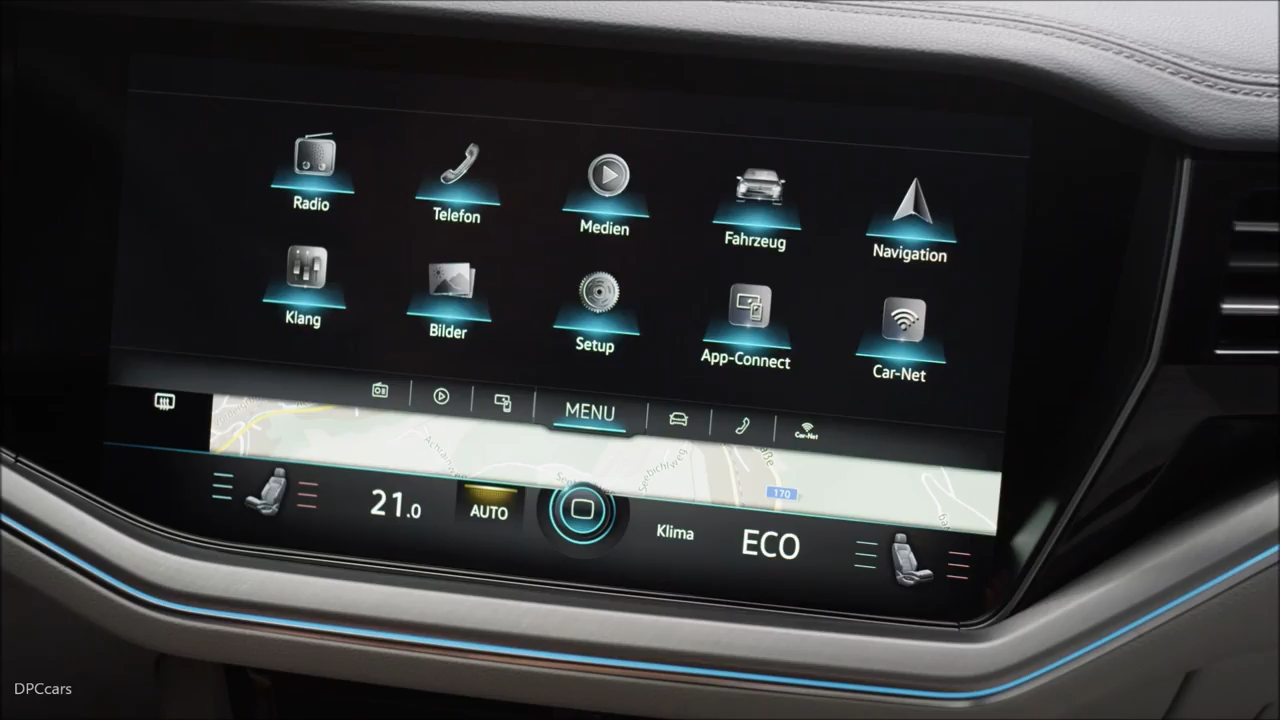 Radio
Telefon
Medien
Fahrzeug
Navigation
Klang
Bilder
Setup
App-Connect
Car-Net
MENU
Car-Net
Seebichlweg
170
21.0
AUTO
Klima
ECO
DPCcars